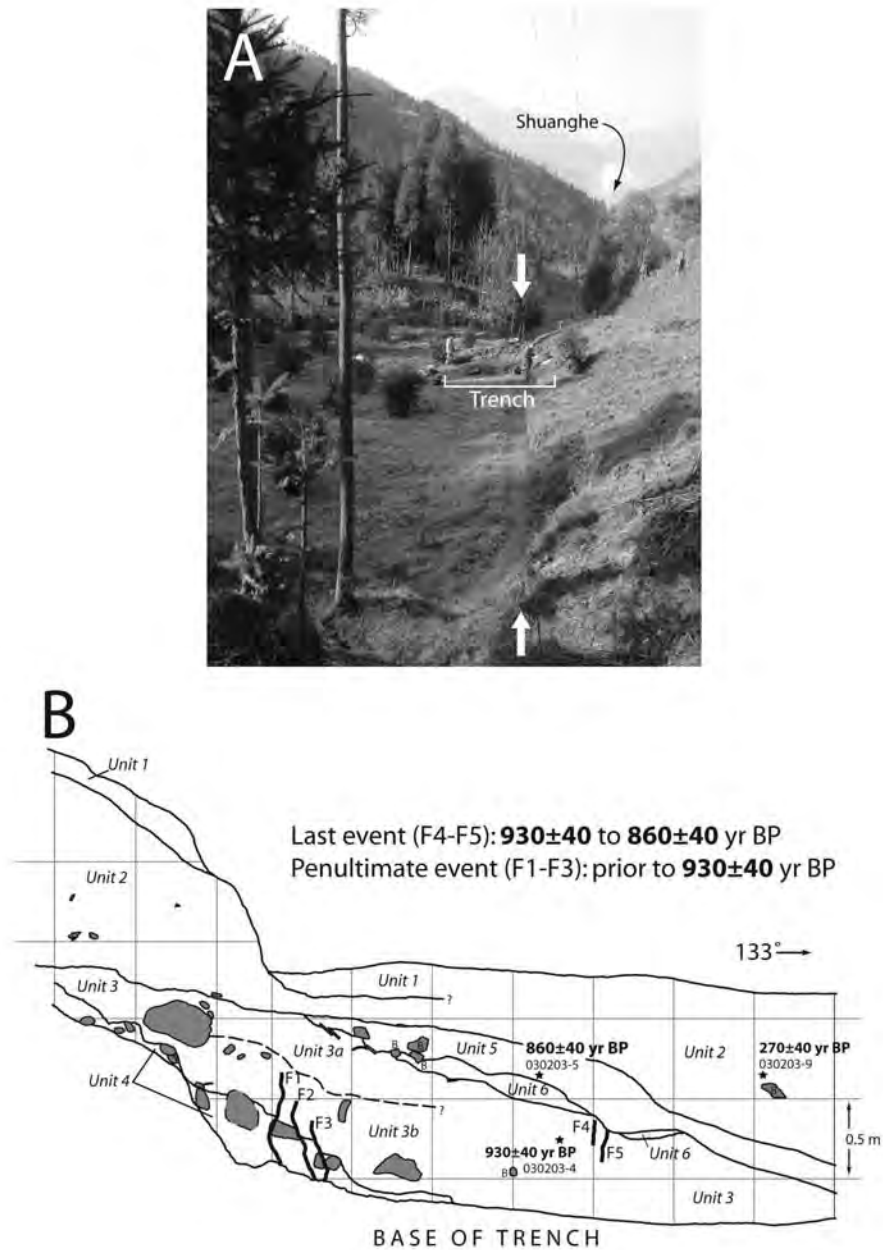 A
Shuanghe
Trench
B
Unit 1
Last event (F4-F5): 930±40 to 860±40 yr BP
Penultimate event (F1-F3): prior to 930±40 yr BP
Unit 2
133°
Unit 3
Unit 1
?
Unit 3a
B
B
B
Unit 5
860±40 yr BP
030203-5
Unit 2
270±40 yr BP
030203-9
B
Unit 4
F1
F2
F3
?
Unit 6
Unit 3b
F4
F5
Unit 6
0.5 m
930±40 yr BP
030203-4
B
Unit 3
BASE OF TRENCH